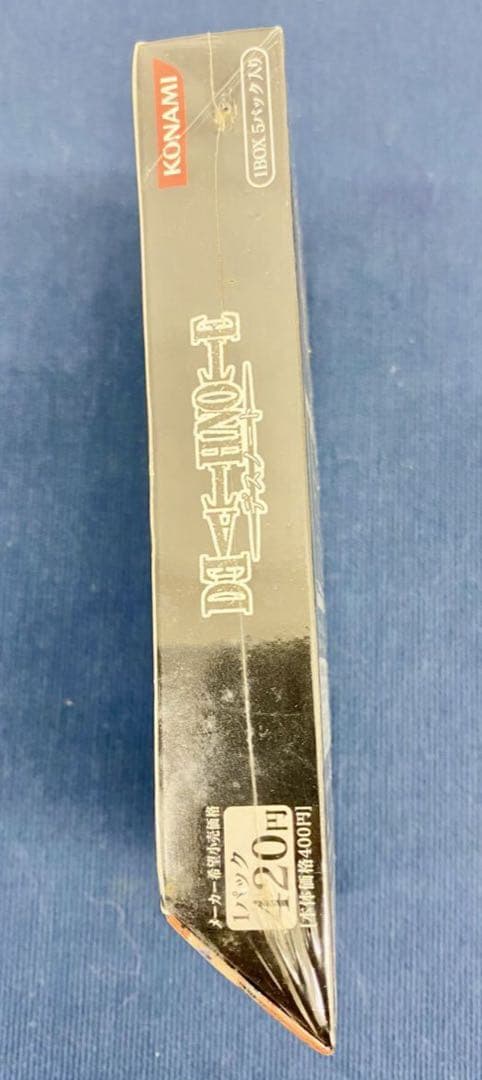 KONAMI
1BOX 5パック入り
DEATH NOTE
デスノート
メーカー希望小売価格
1パック
420円
[本体価格400円]